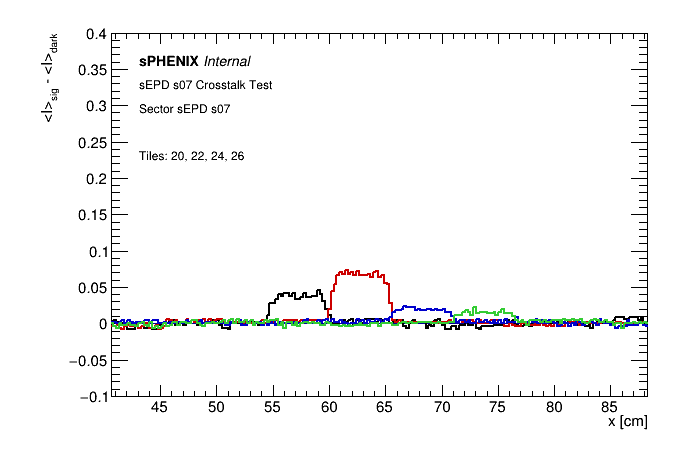 <I>sig - <I>dark
0.4
0.35
0.3
0.25
0.2
0.15
0.1
0.05
0
−0.05
−0.1
sPHENIX Internal
sEPD s07 Crosstalk Test
Sector sEPD s07
Tiles: 20, 22, 24, 26
45 50 55 60 65 70 75 80 85
x [cm]